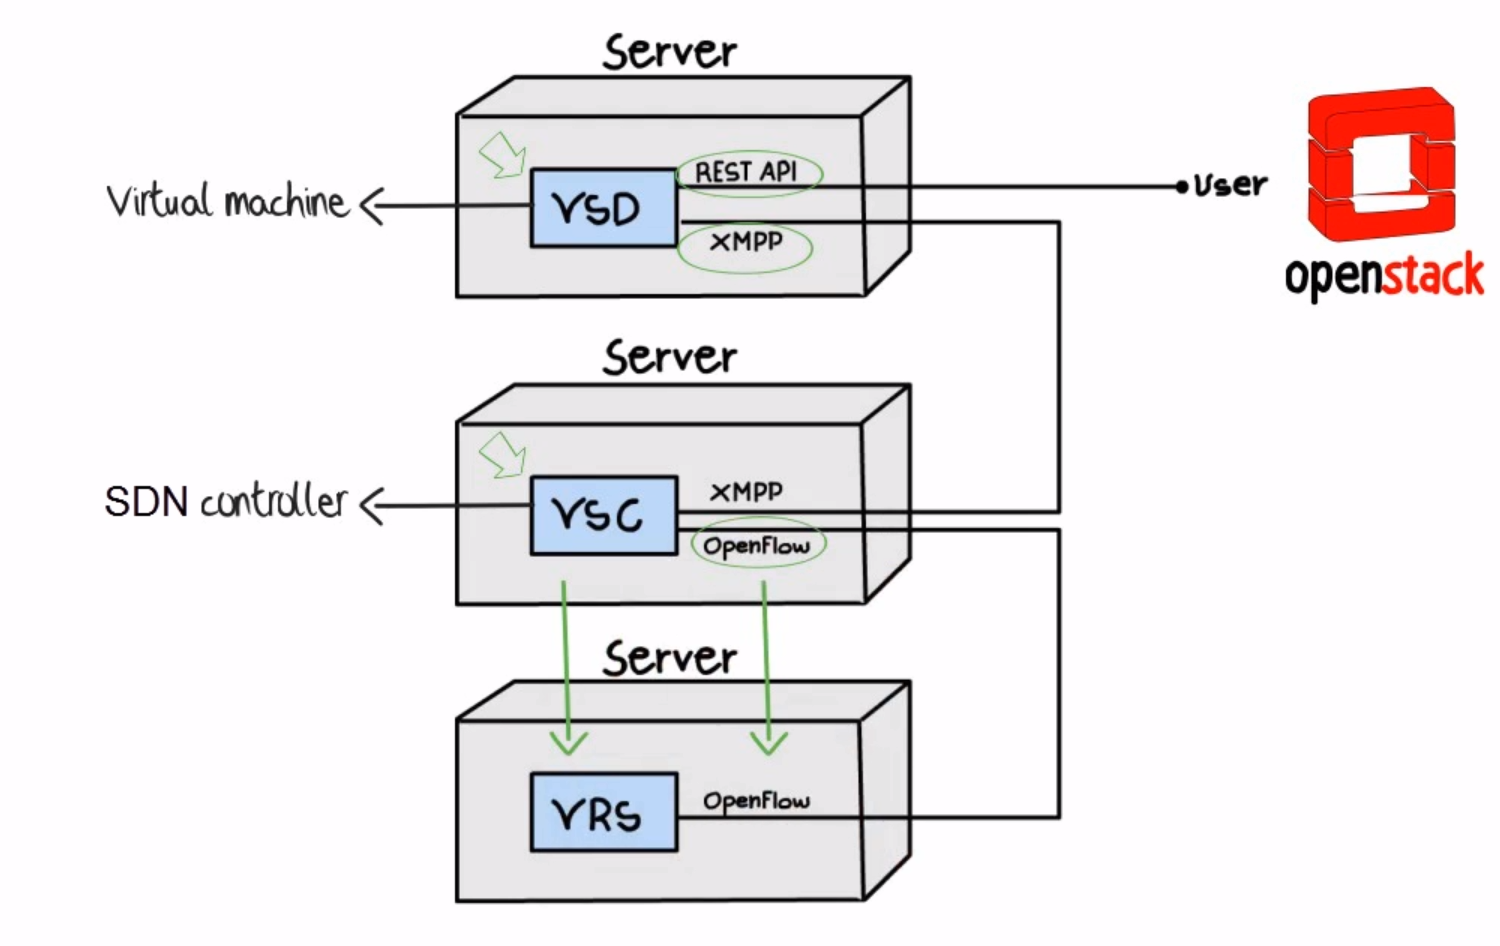 Server
REST API
Virtual machine
VSD
User
XMPP
openstack
Server
XMPP
SDN controller
VSC
OpenFlow
Server
OpenFlow
VRS